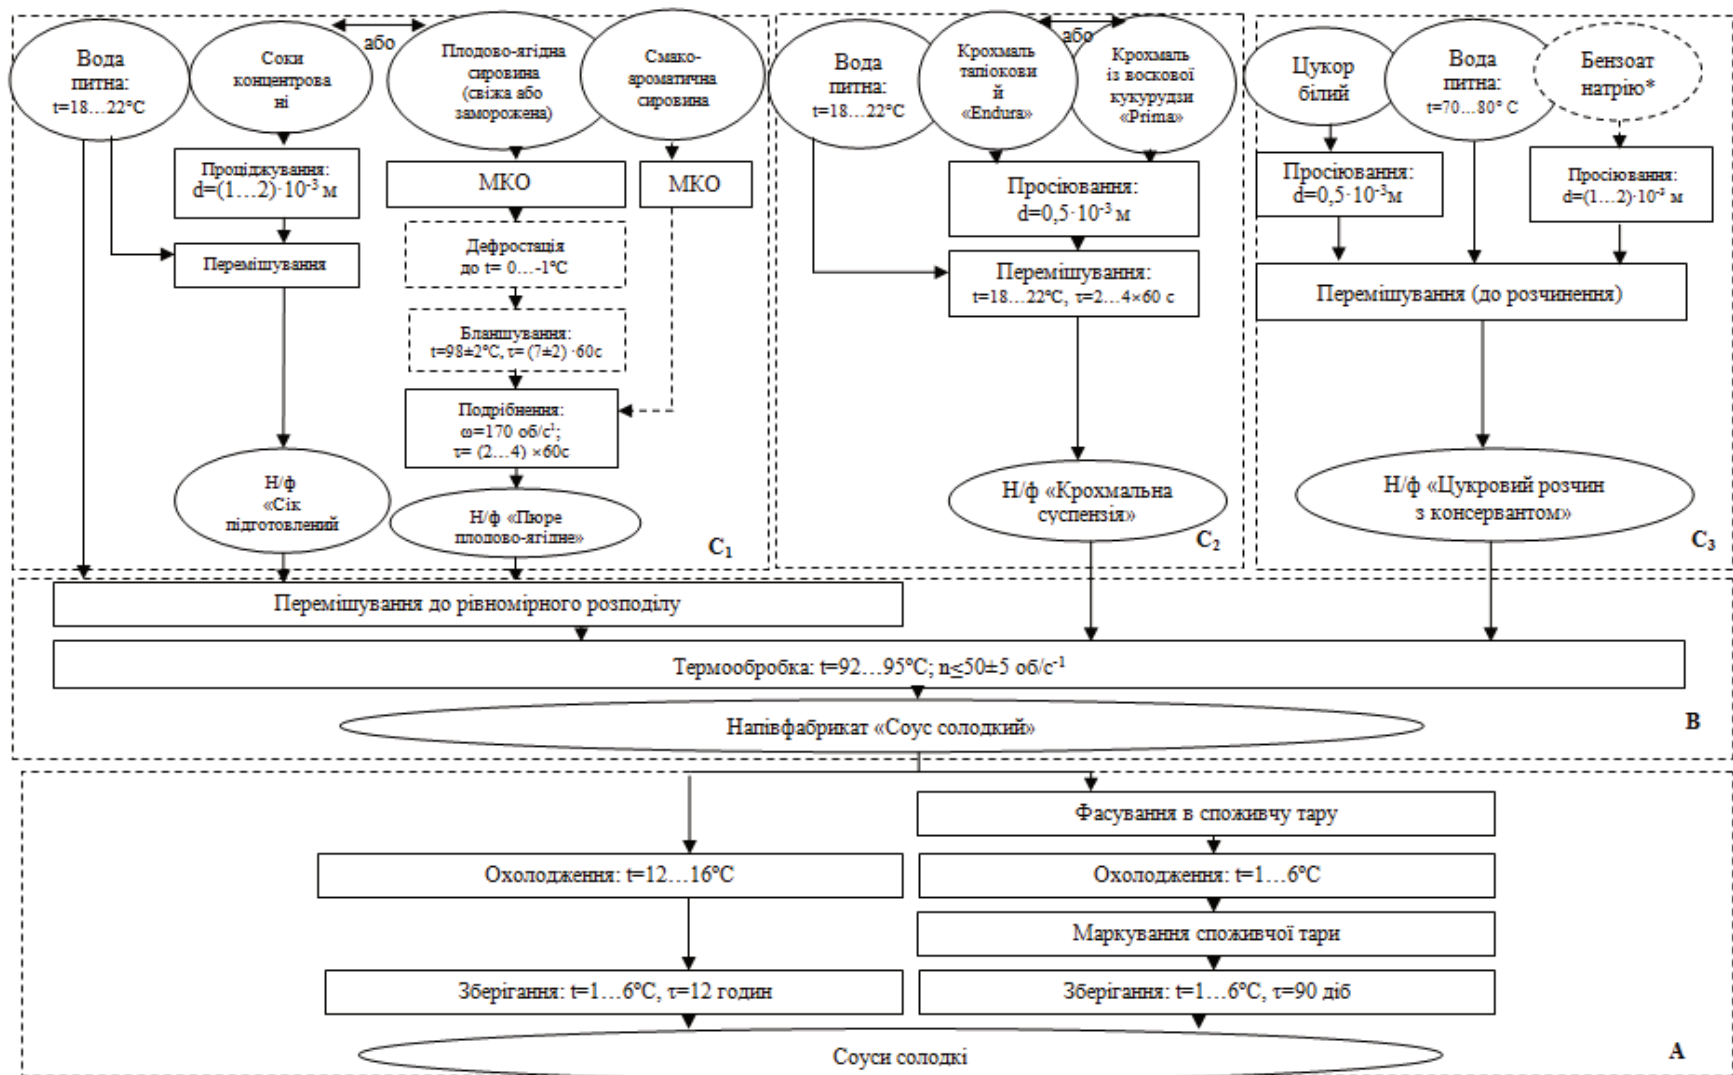 Вода
питна:
t=18…22°С
Соки
концентрова
ні
або
Плодово-ягідна
сировина
(свіжа або
заморожена)
Смако-
ароматична
сировина
Проціджування:
d=(1…2)·10⁻³ м
МКО
МКО
Перемішування
Дефростація
до t= 0…-1°С
Бланшування:
t=98±2°С, τ= (7±2) ·60с
Подрібнення:
ω=170 об/с¹;
τ= (2…4) ×60с
Н/ф
«Сік
підготовлений
Н/ф «Пюре
плодово-ягідне»
С₁
Вода
питна:
t=18…22°С
Крохмаль
тапіокови
й
«Endura»
або
Крохмаль
із воскової
кукурудзи
«Prima»
Просіювання:
d=0,5·10⁻³ м
Перемішування:
t=18…22°С, τ=2…4×60 с
Н/ф «Крохмальна
суспензія»
С₂
Цукор
білий
Вода
питна:
t=70…80° С
Бензоат
натрію*
Просіювання:
d=0,5·10⁻³м
Просіювання:
d=(1…2)·10⁻³ м
Перемішування (до розчинення)
Н/ф «Цукровий розчин
з консервантом»
С₃
Перемішування до рівномірного розподілу
Термообробка: t=92…95°С; n≤50±5 об/с⁻¹
Напівфабрикат «Соус солодкий»
В
Фасування в споживчу тару
Охолодження: t=12…16°С
Охолодження: t=1…6°С
Маркування споживчої тари
Зберігання: t=1…6°С, τ=12 годин
Зберігання: t=1…6°С, τ=90 діб
Соуси солодкі
А